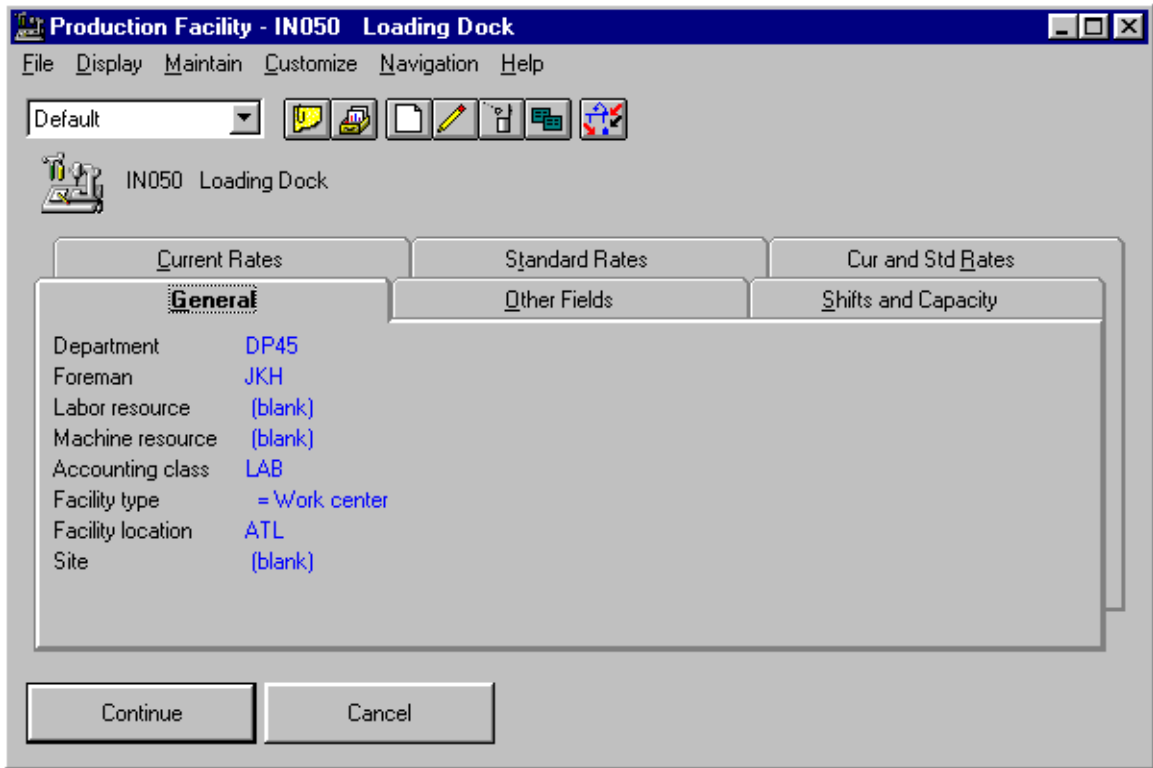 Production Facility - IN050   Loading Dock
File   Display   Maintain   Customize   Navigation   Help
Default
IN050   Loading Dock
Current Rates   Standard Rates   Cur and Std Rates
General   Other Fields   Shifts and Capacity
Department   DP45
Foreman   JKH
Labor resource   (blank)
Machine resource   (blank)
Accounting class   LAB
Facility type   = Work center
Facility location   ATL
Site   (blank)
Continue   Cancel